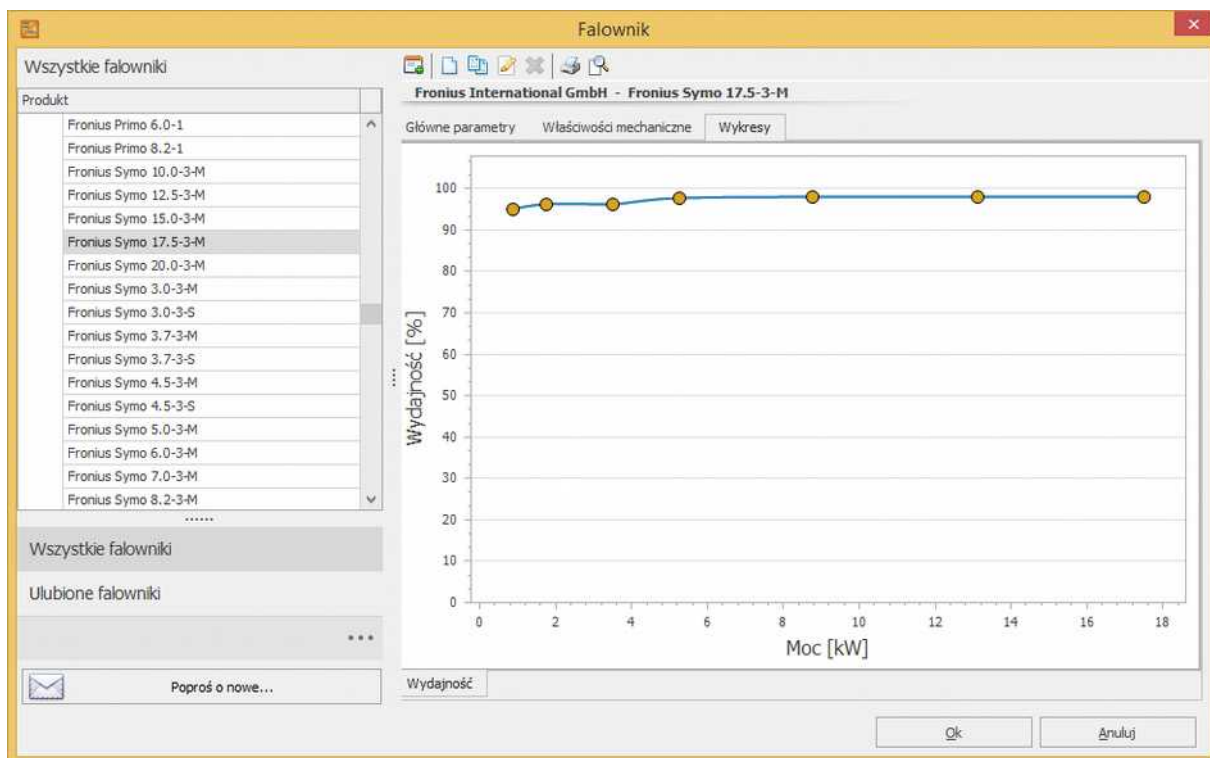 Falownik
Wszystkie falowniki
Produkt
Fronius Primo 6.0-1
Fronius Primo 8.2-1
Fronius Symo 10.0-3-M
Fronius Symo 12.5-3-M
Fronius Symo 15.0-3-M
Fronius Symo 17.5-3-M
Fronius Symo 20.0-3-M
Fronius Symo 3.0-3-M
Fronius Symo 3.0-3-S
Fronius Symo 3.7-3-M
Fronius Symo 3.7-3-S
Fronius Symo 4.5-3-M
Fronius Symo 4.5-3-S
Fronius Symo 5.0-3-M
Fronius Symo 6.0-3-M
Fronius Symo 7.0-3-M
Fronius Symo 8.2-3-M
Wszystkie falowniki
Ulubione falowniki
Poproś o nowe...
Fronius International GmbH - Fronius Symo 17.5-3-M
Główne parametry Właściwości mechaniczne Wykresy
Wydajność [%]
100
90
80
70
60
50
40
30
20
10
0
0 2 4 6 8 10 12 14 16 18
Moc [kW]
Wydajność
Ok Anuluj